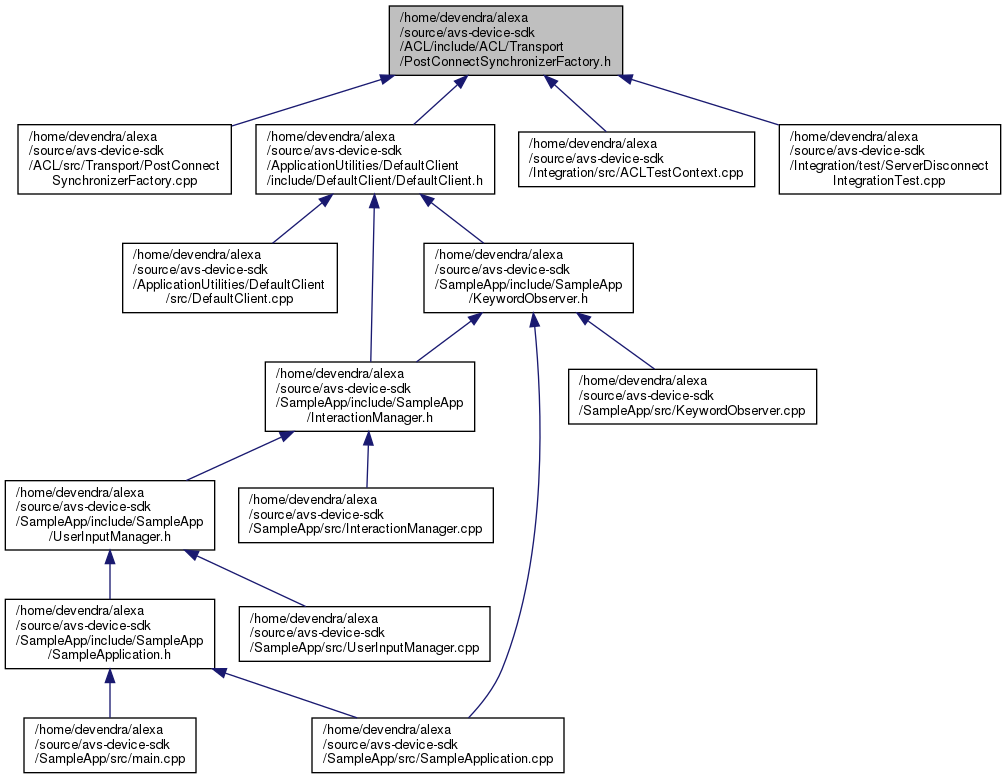 /home/devendra/alexa
/source/avs-device-sdk
/ACL/include/ACL/Transport
/PostConnectSynchronizerFactory.h
/home/devendra/alexa
/source/avs-device-sdk
/ACL/src/Transport/PostConnect
SynchronizerFactory.cpp
/home/devendra/alexa
/source/avs-device-sdk
/ApplicationUtilities/DefaultClient
/include/DefaultClient/DefaultClient.h
/home/devendra/alexa
/source/avs-device-sdk
/Integration/src/ACLTestContext.cpp
/home/devendra/alexa
/source/avs-device-sdk
/Integration/test/ServerDisconnect
IntegrationTest.cpp
/home/devendra/alexa
/source/avs-device-sdk
/ApplicationUtilities/DefaultClient
/src/DefaultClient.cpp
/home/devendra/alexa
/source/avs-device-sdk
/SampleApp/include/SampleApp
/KeywordObserver.h
/home/devendra/alexa
/source/avs-device-sdk
/SampleApp/include/SampleApp
/InteractionManager.h
/home/devendra/alexa
/source/avs-device-sdk
/SampleApp/src/KeywordObserver.cpp
/home/devendra/alexa
/source/avs-device-sdk
/SampleApp/include/SampleApp
/UserInputManager.h
/home/devendra/alexa
/source/avs-device-sdk
/SampleApp/src/InteractionManager.cpp
/home/devendra/alexa
/source/avs-device-sdk
/SampleApp/include/SampleApp
/SampleApplication.h
/home/devendra/alexa
/source/avs-device-sdk
/SampleApp/src/UserInputManager.cpp
/home/devendra/alexa
/source/avs-device-sdk
/SampleApp/src/main.cpp
/home/devendra/alexa
/source/avs-device-sdk
/SampleApp/src/SampleApplication.cpp